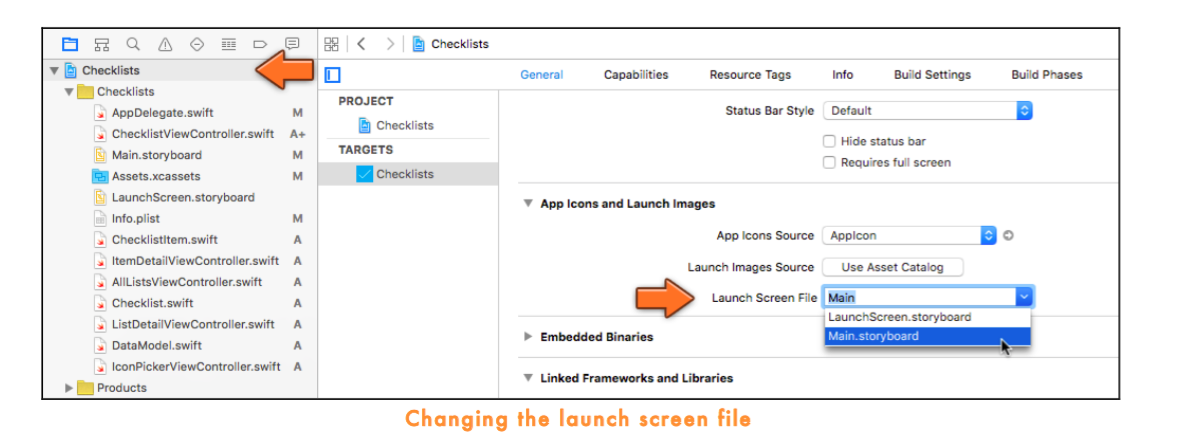 Checklists
Checklists
General Capabilities Resource Tags Info Build Settings Build Phases
Checklists
AppDelegate.swift M
ChecklistViewController.swift A+
Main.storyboard M
Assets.xcassets M
LaunchScreen.storyboard
Info.plist M
ChecklistItem.swift A
ItemDetailViewController.swift A
AllListsViewController.swift A
Checklist.swift A
ListDetailViewController.swift A
DataModel.swift A
IconPickerViewController.swift A
Products
PROJECT
Checklists
TARGETS
Checklists
Status Bar Style Default
Hide status bar
Requires full screen
App Icons and Launch Images
App Icons Source AppIcon
Launch Images Source Use Asset Catalog
Launch Screen File Main
LaunchScreen.storyboard
Main.storyboard
Embedded Binaries
Linked Frameworks and Libraries
Changing the launch screen file